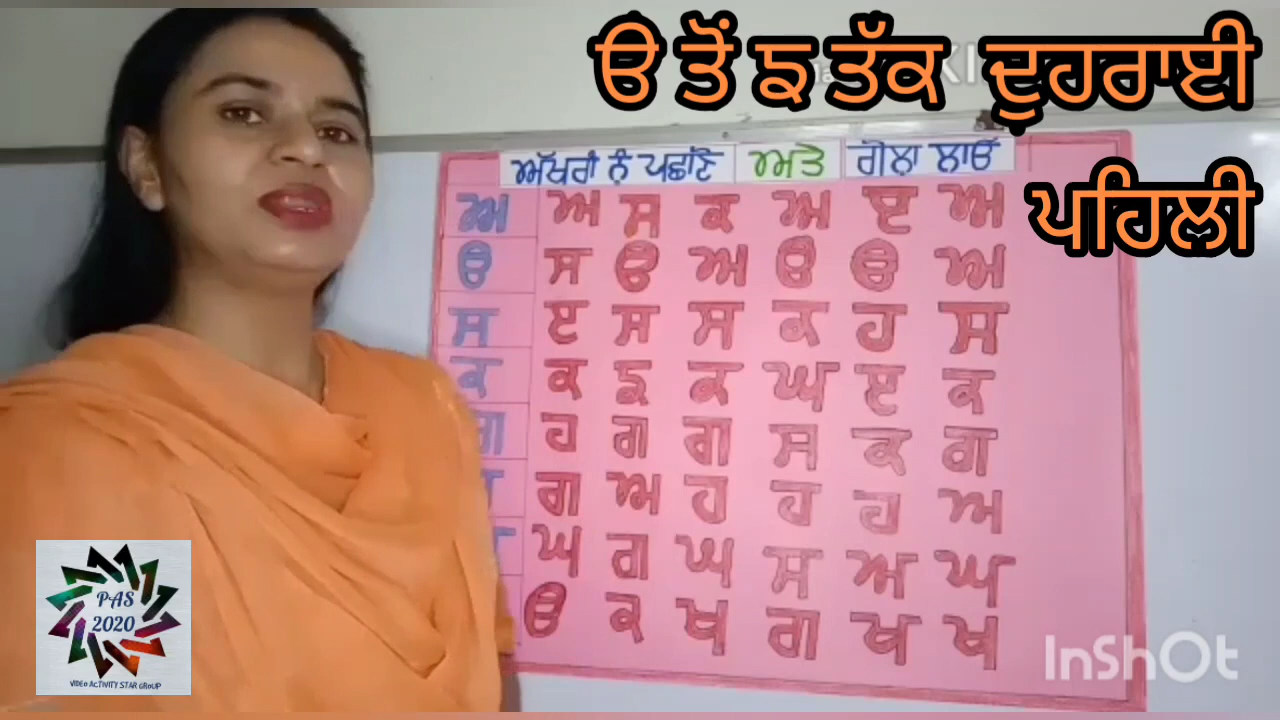 ੳ ਤੋਂ ਝ ਤੱਕ ਦੁਹਰਾਈ
ਪਹਿਲੀ
ਅੱਖਰਾਂ ਨੂੰ ਪਛਾਂਣੋ ਅਤੇ ਗੋਲਾ ਲਾਓ
ਅ ਅ ਸ ਕ ਅ ੲ ਅ
ੳ ਸ ੳ ਅ ੳ ੳ ਅ
ਸ ੲ ਸ ਸ ਕ ਹ ਸ
ਕ ਕ ਙ ਕ ਘ ੲ ਕ
ਗ ਹ ਗ ਗ ਸ ਕ ਗ
ਗ ਅ ਹ ਹ ਹ ਅ
ਘ ਗ ਘ ਸ ਅ ਘ
ੳ ਕ ਖ ਗ ਖ ਖ
PAS
2020
VIDEO ACTIVITY STAR GROUP
InShOt